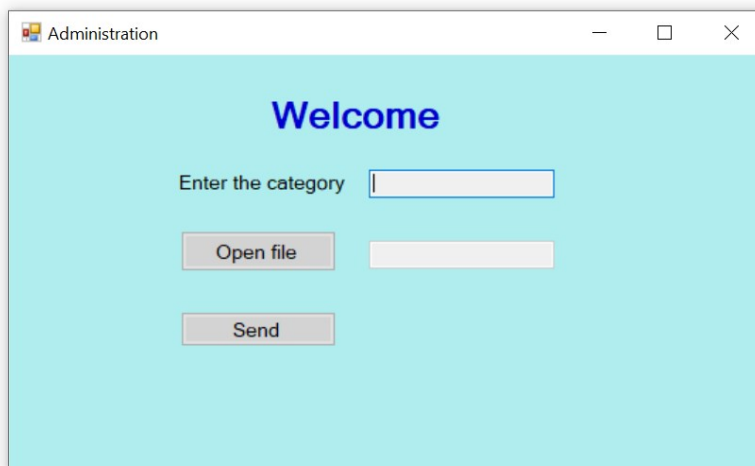 Administration
Welcome
Enter the category
Open file
Send